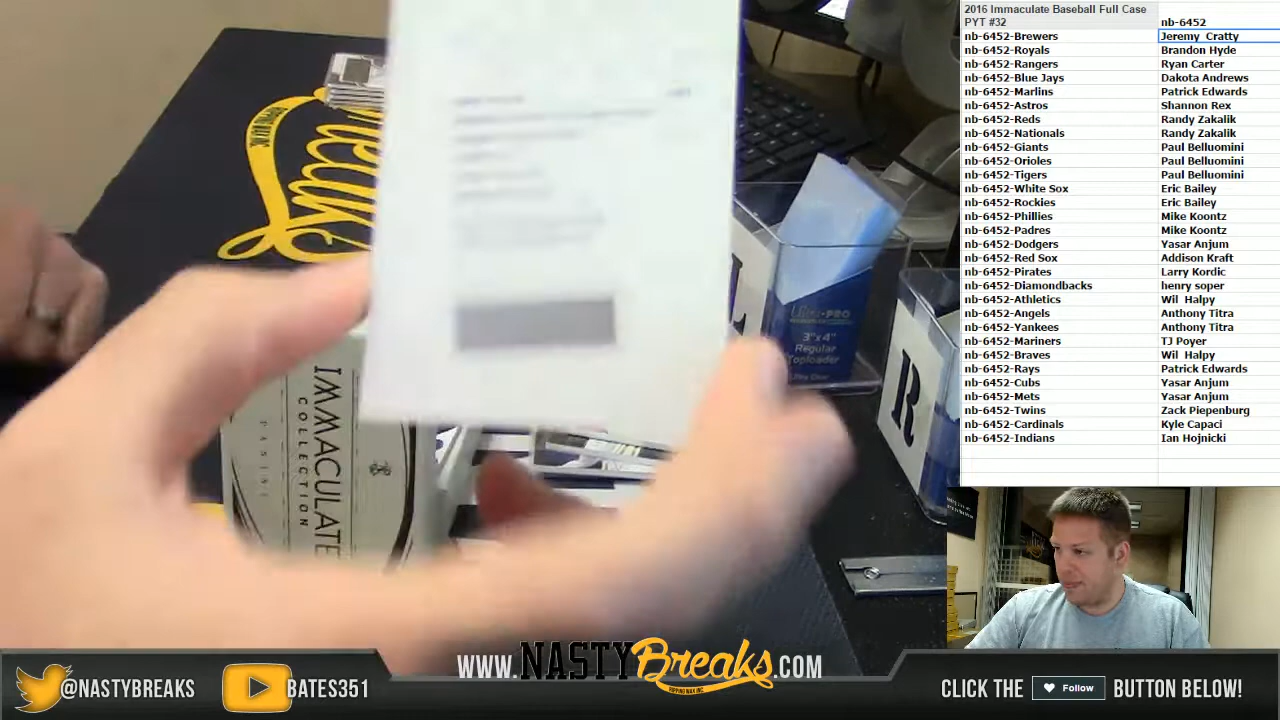 2016 Immaculate Baseball Full Case
PYT #32 nb-6452
nb-6452-Brewers Jeremy Cratty
nb-6452-Royals Brandon Hyde
nb-6452-Rangers Ryan Carter
nb-6452-Blue Jays Dakota Andrews
nb-6452-Marlins Patrick Edwards
nb-6452-Astros Shannon Rex
nb-6452-Reds Randy Zakalik
nb-6452-Nationals Randy Zakalik
nb-6452-Giants Paul Belluomini
nb-6452-Orioles Paul Belluomini
nb-6452-Tigers Paul Belluomini
nb-6452-White Sox Eric Bailey
nb-6452-Rockies Eric Bailey
nb-6452-Phillies Mike Koontz
nb-6452-Padres Mike Koontz
nb-6452-Dodgers Yasar Anjum
nb-6452-Red Sox Addison Kraft
nb-6452-Pirates Larry Kordic
nb-6452-Diamondbacks henry soper
nb-6452-Athletics Wil Halpy
nb-6452-Angels Anthony Titra
nb-6452-Yankees Anthony Titra
nb-6452-Mariners TJ Poyer
nb-6452-Braves Wil Halpy
nb-6452-Rays Patrick Edwards
nb-6452-Cubs Yasar Anjum
nb-6452-Mets Yasar Anjum
nb-6452-Twins Zack Piepenburg
nb-6452-Cardinals Kyle Capaci
nb-6452-Indians Ian Hojnicki
L
Ultra-PRO
3"x4"
Regular
Toploader
R
IMMACULATE
COLLECTION
PANINI
@NASTYBREAKS
BATES351
WWW.NASTYBreaks.COM
RIPPING WAX INC
CLICK THE Follow BUTTON BELOW!